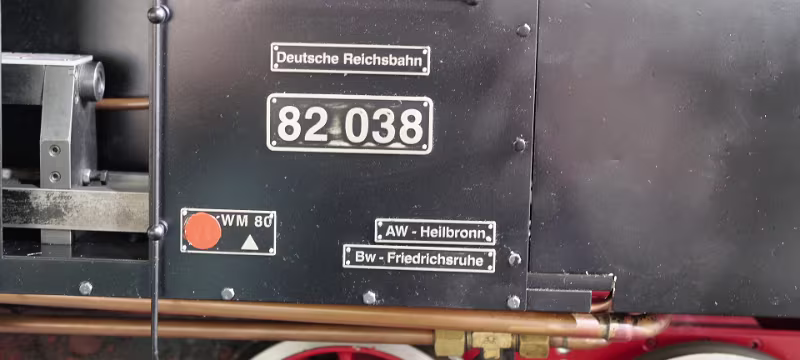 Deutsche Reichsbahn
82 038
WM 80
AW - Heilbronn
Bw - Friedrichsruhe